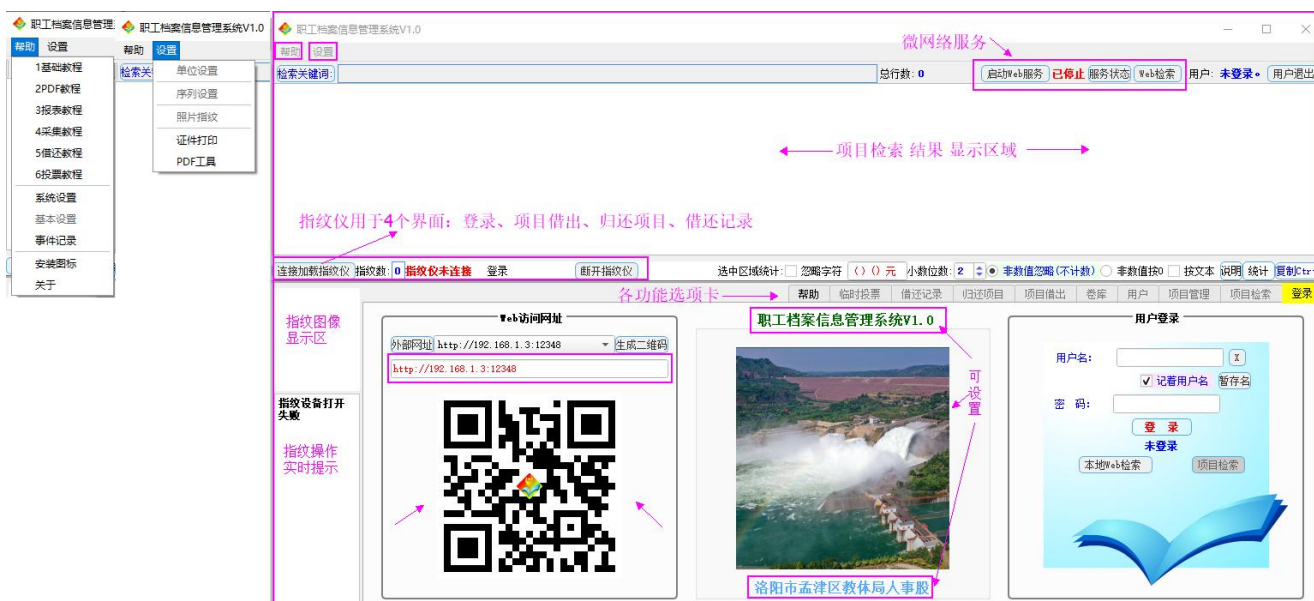 职工档案信息管理
帮助 设置
1基础教程
2PDF教程
3报表教程
4采集教程
5借还教程
6投票教程
系统设置
基本设置
事件记录
安装图标
关于
职工档案信息管理系统V1.0
帮助 设置
检索关
单位设置
序列设置
照片指纹
证件打印
PDF工具
职工档案信息管理系统V1.0
帮助 设置
微网络服务
检索关键词: 总行数: 0 启动Web服务 已停止 服务状态 Web检索 用户: 未登录。 用户退出
项目检索 结果 显示区域
指纹仪用于4个界面：登录、项目借出、归还项目、借还记录
连接加载指纹仪 指纹数: 0 指纹仪未连接 登录 断开指纹仪 选中区域统计: 忽略字符 ()()元 小数位数: 2 非数值忽略(不计数) 非数值按0 按文本 说明 统计 复制Ctr
各功能选项卡 帮助 临时投票 借还记录 归还项目 项目借出 卷库 用户 项目管理 项目检索 登录
指纹图像
显示区
指纹设备打开
失败
指纹操作
实时提示
Web访问网址
外部网址 http://192.168.1.3:12348 生成二维码
http://192.168.1.3:12348
职工档案信息管理系统V1.0
可
设
置
洛阳市孟津区教体局人事股
用户登录
用户名: X
记着用户名 暂存名
密 码:
登 录
未登录
本地Web检索 项目检索